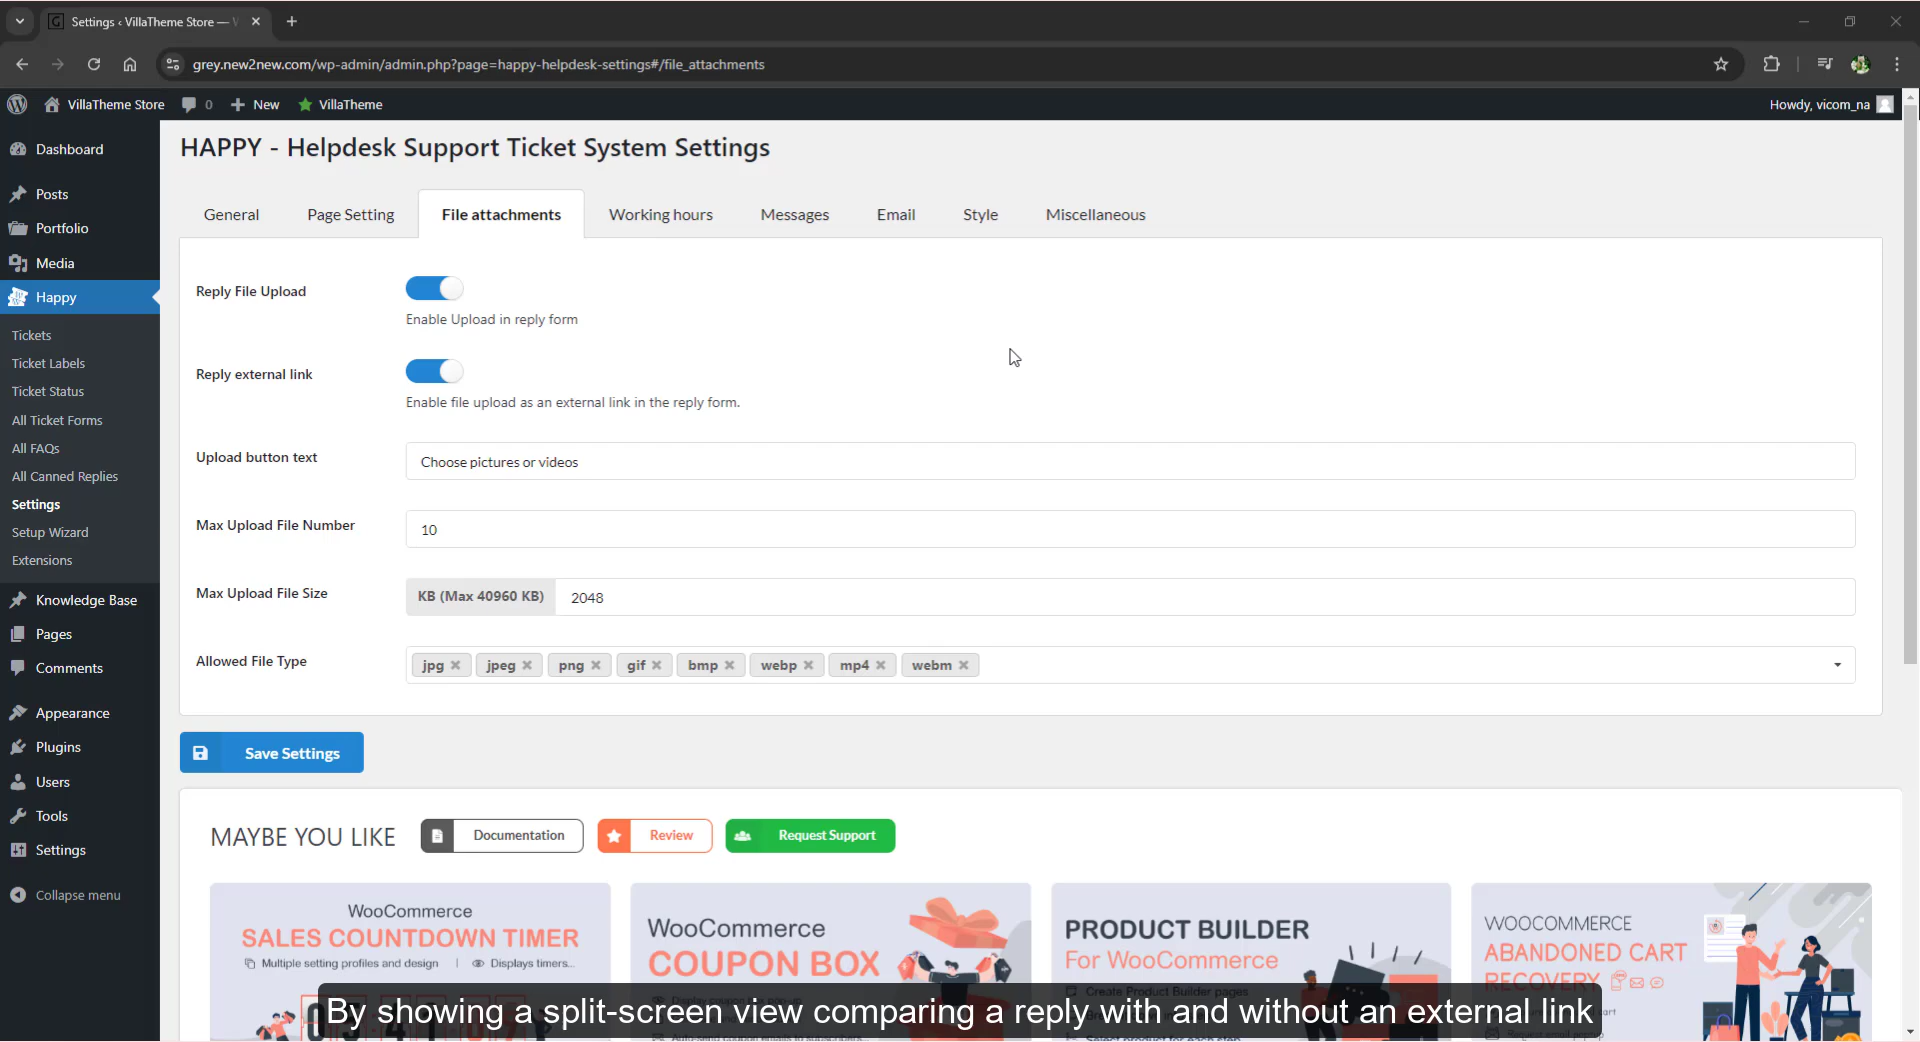 Settings ‹ VillaTheme Store —
grey.new2new.com/wp-admin/admin.php?page=happy-helpdesk-settings#/file_attachments
VillaTheme Store 0 New VillaTheme Howdy, vicom_na
Dashboard
Posts
Portfolio
Media
Happy
Tickets
Ticket Labels
Ticket Status
All Ticket Forms
All FAQs
All Canned Replies
Settings
Setup Wizard
Extensions
Knowledge Base
Pages
Comments
Appearance
Plugins
Users
Tools
Settings
Collapse menu
HAPPY - Helpdesk Support Ticket System Settings
General Page Setting File attachments Working hours Messages Email Style Miscellaneous
Reply File Upload
Enable Upload in reply form
Reply external link
Enable file upload as an external link in the reply form.
Upload button text Choose pictures or videos
Max Upload File Number 10
Max Upload File Size KB (Max 40960 KB) 2048
Allowed File Type jpg jpeg png gif bmp webp mp4 webm
Save Settings
MAYBE YOU LIKE Documentation Review Request Support
WooCommerce
SALES COUNTDOWN TIMER
Multiple setting profiles and design | Displays timers...
WooCommerce
COUPON BOX
PRODUCT BUILDER
For WooCommerce
Create Product Builder pages
WOOCOMMERCE
ABANDONED CART
RECOVERY
By showing a split-screen view comparing a reply with and without an external link